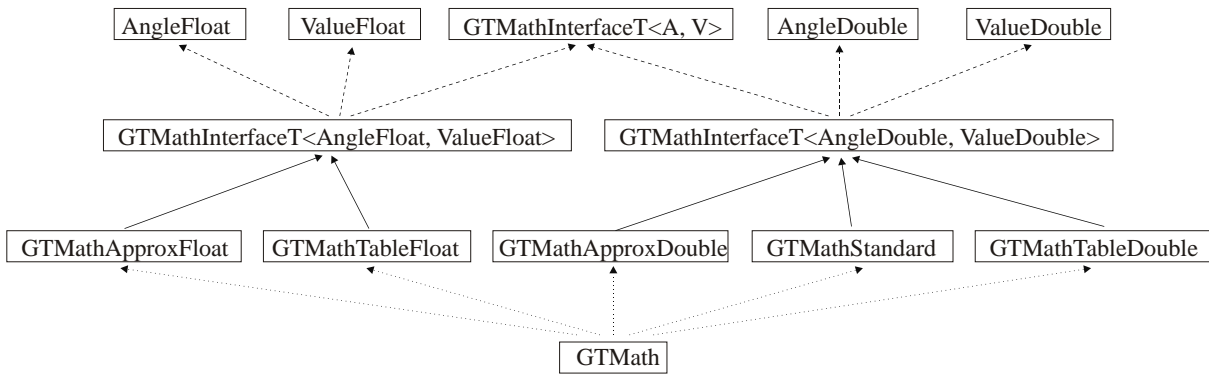 AngleFloat
ValueFloat
GTMathInterfaceT<A, V>
AngleDouble
ValueDouble
GTMathInterfaceT<AngleFloat, ValueFloat>
GTMathInterfaceT<AngleDouble, ValueDouble>
GTMathApproxFloat
GTMathTableFloat
GTMathApproxDouble
GTMathStandard
GTMathTableDouble
GTMath